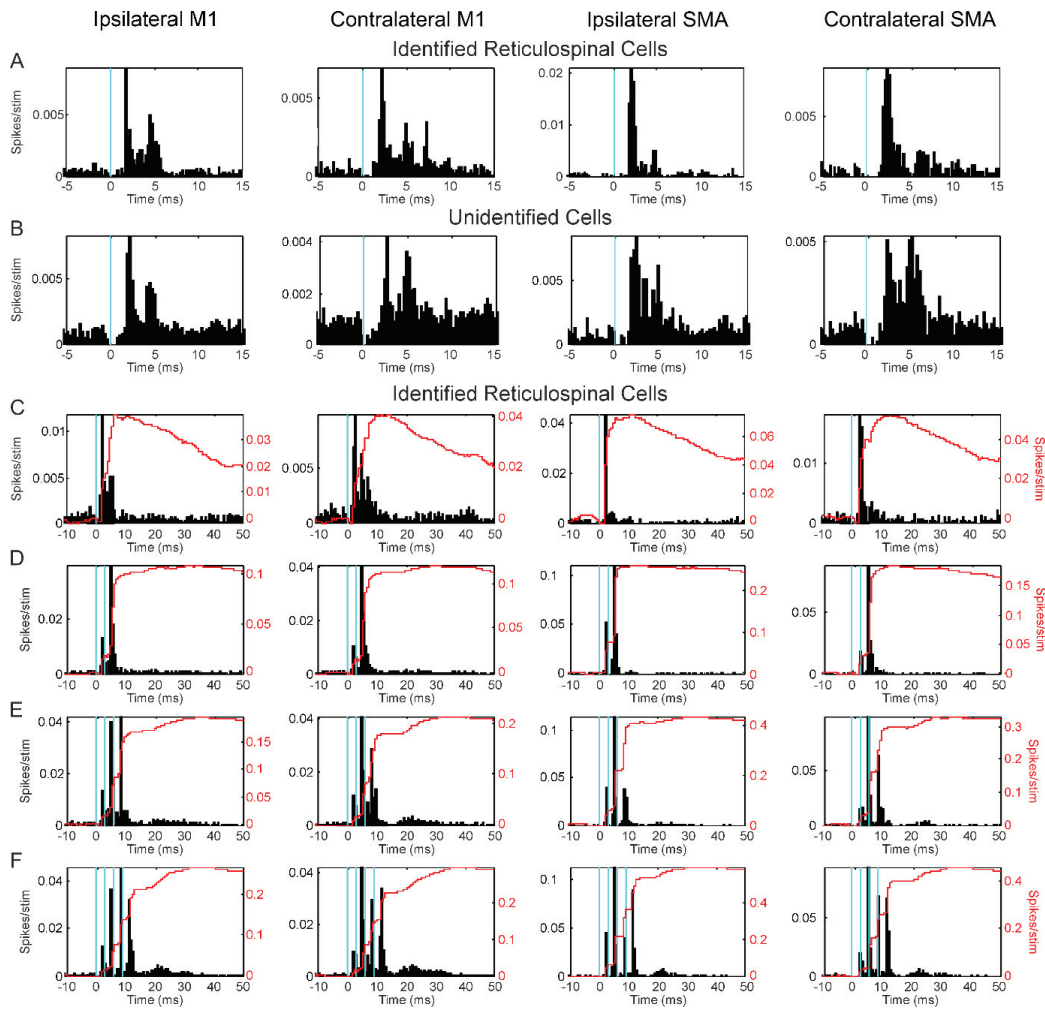 Ipsilateral M1 Contralateral M1 Ipsilateral SMA Contralateral SMA
Identified Reticulospinal Cells
A
Spikes/stim
0.005 0 -5 0 5 10 15 Time (ms)
0.005 0 -5 0 5 10 15 Time (ms)
0.02 0.01 0 -5 0 5 10 15 Time (ms)
0.005 0 -5 0 5 10 15 Time (ms)
Unidentified Cells
B
Spikes/stim
0.005 0 -5 0 5 10 15 Time (ms)
0.004 0.002 0 -5 0 5 10 15 Time (ms)
0.005 0 -5 0 5 10 15 Time (ms)
0.005 0 -5 0 5 10 15 Time (ms)
Identified Reticulospinal Cells
C
Spikes/stim
0.01 0.005 0 0.03 0.02 0.01 0 -10 0 10 20 30 40 50 Time (ms)
0.005 0 0.04 0.02 0 -10 0 10 20 30 40 50 Time (ms)
0.04 0.02 0 0.06 0.04 0.02 0 -10 0 10 20 30 40 50 Time (ms)
0.01 0 0.04 0.02 0 -10 0 10 20 30 40 50 Time (ms)
Spikes/stim
D
Spikes/stim
0.02 0 0.1 0.05 0 -10 0 10 20 30 40 50 Time (ms)
0.04 0.02 0 0.1 0.05 0 -10 0 10 20 30 40 50 Time (ms)
0.1 0.05 0 0.2 0.1 0 -10 0 10 20 30 40 50 Time (ms)
0.05 0 0.15 0.1 0.05 0 -10 0 10 20 30 40 50 Time (ms)
Spikes/stim
E
Spikes/stim
0.04 0.02 0 0.15 0.1 0.05 0 -10 0 10 20 30 40 50 Time (ms)
0.04 0.02 0 0.2 0.1 0 -10 0 10 20 30 40 50 Time (ms)
0.1 0.05 0 0.4 0.2 0 -10 0 10 20 30 40 50 Time (ms)
0.05 0 0.3 0.2 0.1 0 -10 0 10 20 30 40 50 Time (ms)
Spikes/stim
F
Spikes/stim
0.04 0.02 0 0.2 0.1 0 -10 0 10 20 30 40 50 Time (ms)
0.04 0.02 0 0.4 0.2 0 -10 0 10 20 30 40 50 Time (ms)
0.1 0.05 0 0.4 0.2 0 -10 0 10 20 30 40 50 Time (ms)
0.05 0 0.4 0.2 0 -10 0 10 20 30 40 50 Time (ms)